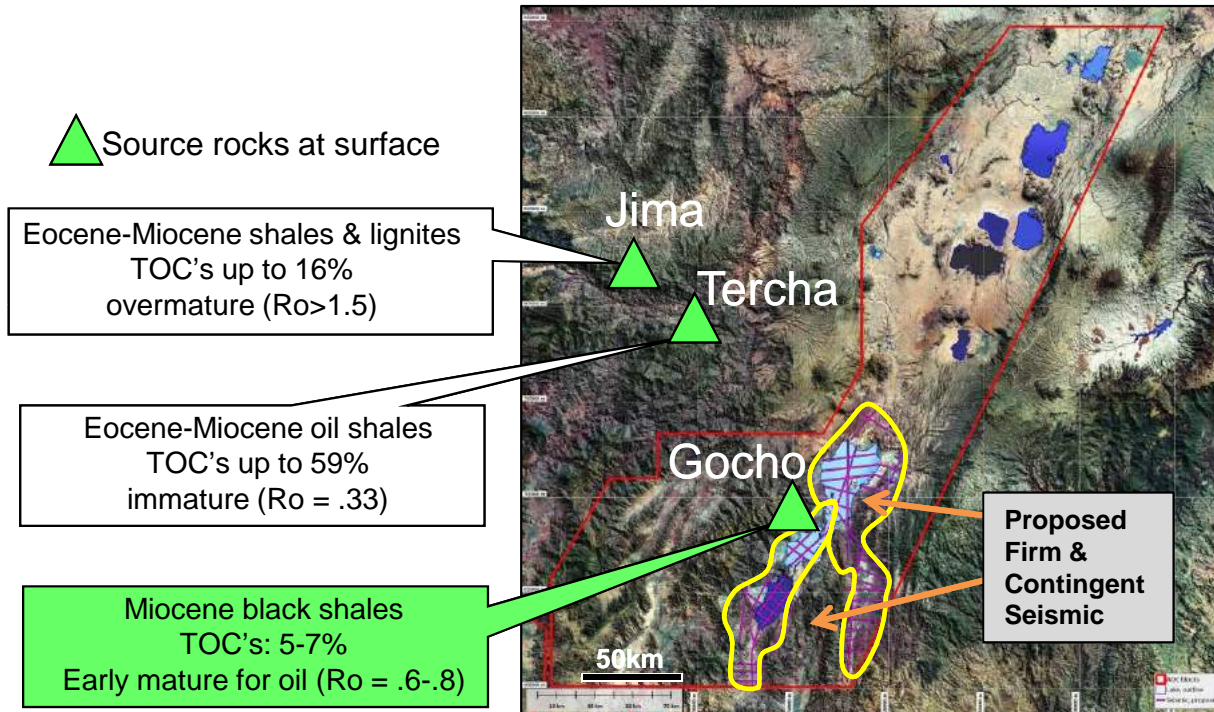 Source rocks at surface
Eocene-Miocene shales & lignites
TOC's up to 16%
overmature (Ro>1.5)
Eocene-Miocene oil shales
TOC's up to 59%
immature (Ro = .33)
Miocene black shales
TOC's: 5-7%
Early mature for oil (Ro = .6-.8)
Jima
Tercha
Gocho
Proposed
Firm &
Contingent
Seismic
50km